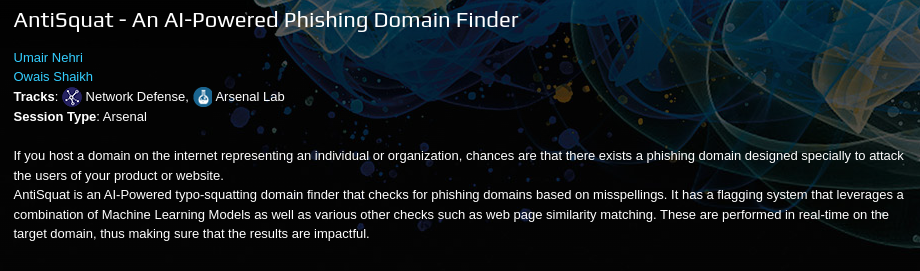 AntiSquat - An AI-Powered Phishing Domain Finder
Umair Nehri
Owais Shaikh
Tracks: Network Defense, Arsenal Lab
Session Type: Arsenal
If you host a domain on the internet representing an individual or organization, chances are that there exists a phishing domain designed specially to attack
the users of your product or website.
AntiSquat is an AI-Powered typo-squatting domain finder that checks for phishing domains based on misspellings. It has a flagging system that leverages a
combination of Machine Learning Models as well as various other checks such as web page similarity matching. These are performed in real-time on the
target domain, thus making sure that the results are impactful.